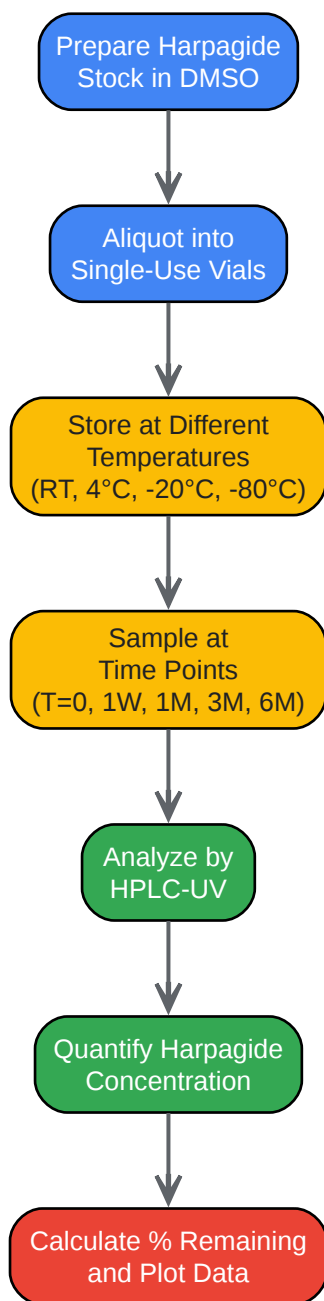 Prepare Harpagide
Stock in DMSO
Aliquot into
Single-Use Vials
Store at Different
Temperatures
(RT, 4°C, -20°C, -80°C)
Sample at
Time Points
(T=0, 1W, 1M, 3M, 6M)
Analyze by
HPLC-UV
Quantify Harpagide
Concentration
Calculate % Remaining
and Plot Data